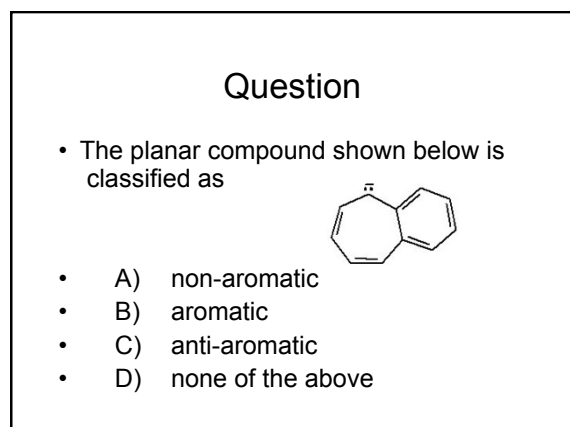 Question
• The planar compound shown below is
classified as
• A) non-aromatic
• B) aromatic
• C) anti-aromatic
• D) none of the above